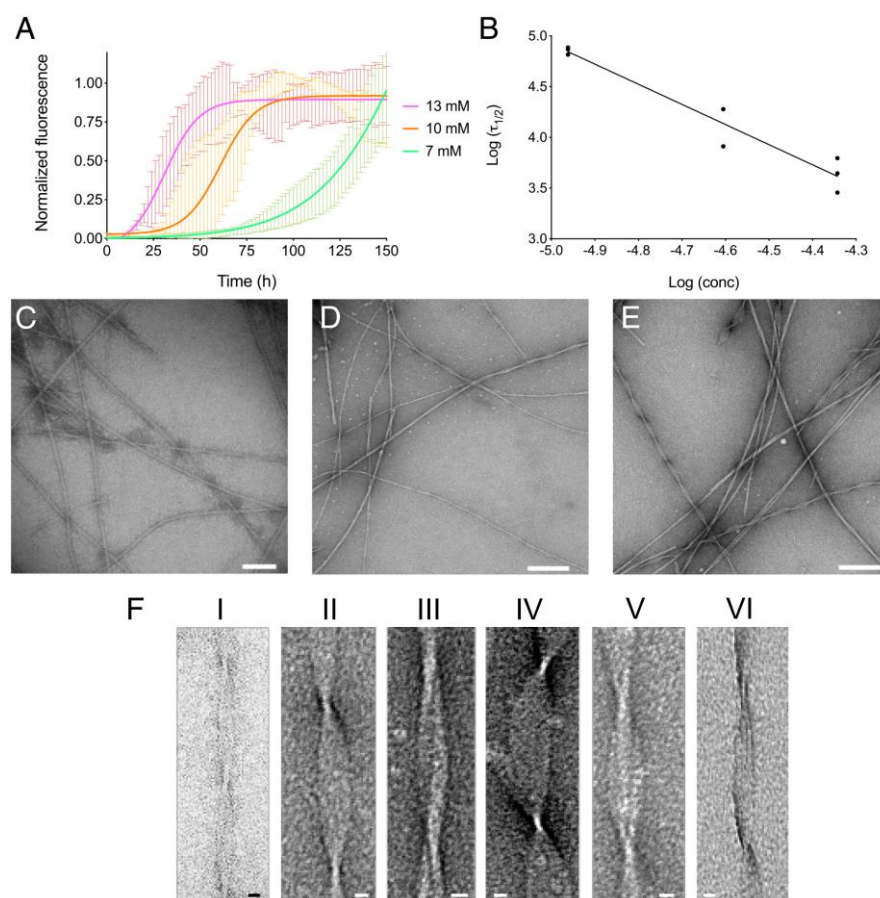 A
Normalized fluorescence
1.00
0.75
0.50
0.25
0.00
0 25 50 75 100 125 150
Time (h)
13 mM
10 mM
7 mM
B
Log (τ1/2)
5.0
4.5
4.0
3.5
3.0
-5.0 -4.9 -4.8 -4.7 -4.6 -4.5 -4.4 -4.3
Log (conc)
C
D
E
F
I II III IV V VI